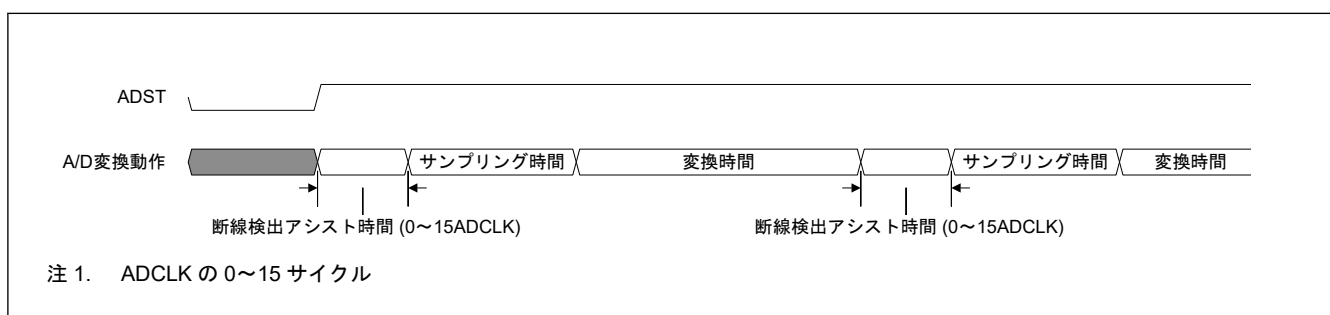 ADST
A/D変換動作
サンプリング時間
変換時間
サンプリング時間
変換時間
断線検出アシスト時間 (0～15ADCLK)
断線検出アシスト時間 (0～15ADCLK)
注 1. ADCLK の 0～15 サイクル